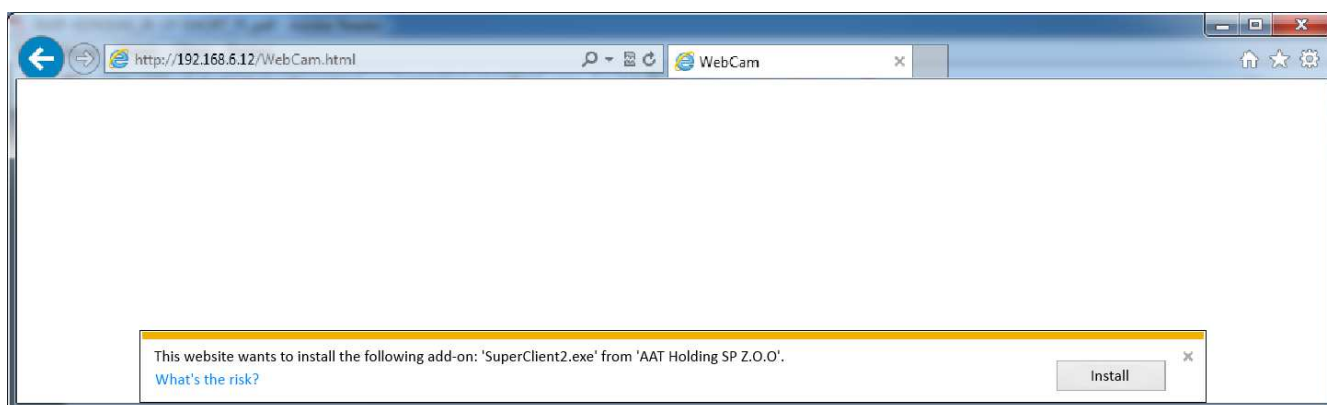 http://192.168.6.12/WebCam.html
WebCam
This website wants to install the following add-on: 'SuperClient2.exe' from 'AAT Holding SP Z.O.O'.
What's the risk?
Install